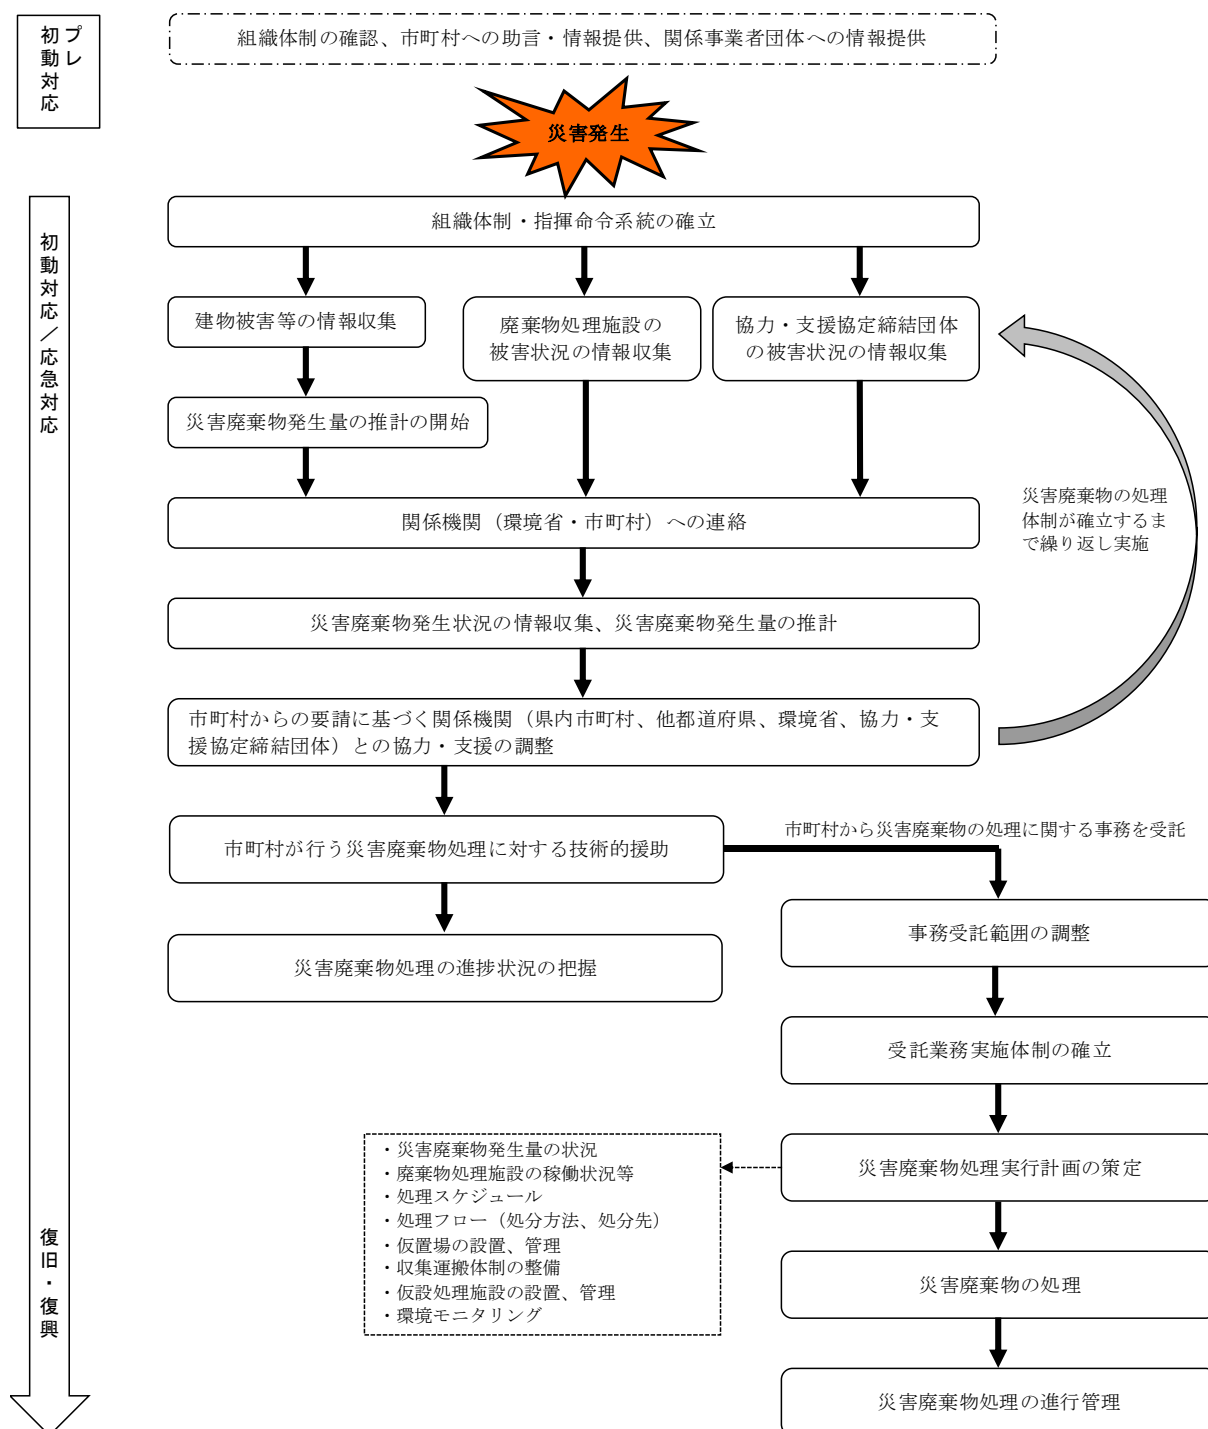 プレ
初動対応
組織体制の確認、市町村への助言・情報提供、関係事業者団体への情報提供
災害発生
初動対応／応急対応
組織体制・指揮命令系統の確立
建物被害等の情報収集
廃棄物処理施設の
被害状況の情報収集
協力・支援協定締結団体
の被害状況の情報収集
災害廃棄物発生量の推計の開始
関係機関（環境省・市町村）への連絡
災害廃棄物の処理
体制が確立するま
で繰り返し実施
災害廃棄物発生状況の情報収集、災害廃棄物発生量の推計
市町村からの要請に基づく関係機関（県内市町村、他都道府県、環境省、協力・支
援協定締結団体）との協力・支援の調整
市町村が行う災害廃棄物処理に対する技術的援助
市町村から災害廃棄物の処理に関する事務を受託
災害廃棄物処理の進捗状況の把握
事務受託範囲の調整
受託業務実施体制の確立
災害廃棄物処理実行計画の策定
・災害廃棄物発生量の状況
・廃棄物処理施設の稼働状況等
・処理スケジュール
・処理フロー（処分方法、処分先）
・仮置場の設置、管理
・収集運搬体制の整備
・仮設処理施設の設置、管理
・環境モニタリング
災害廃棄物の処理
災害廃棄物処理の進行管理
復旧・復興